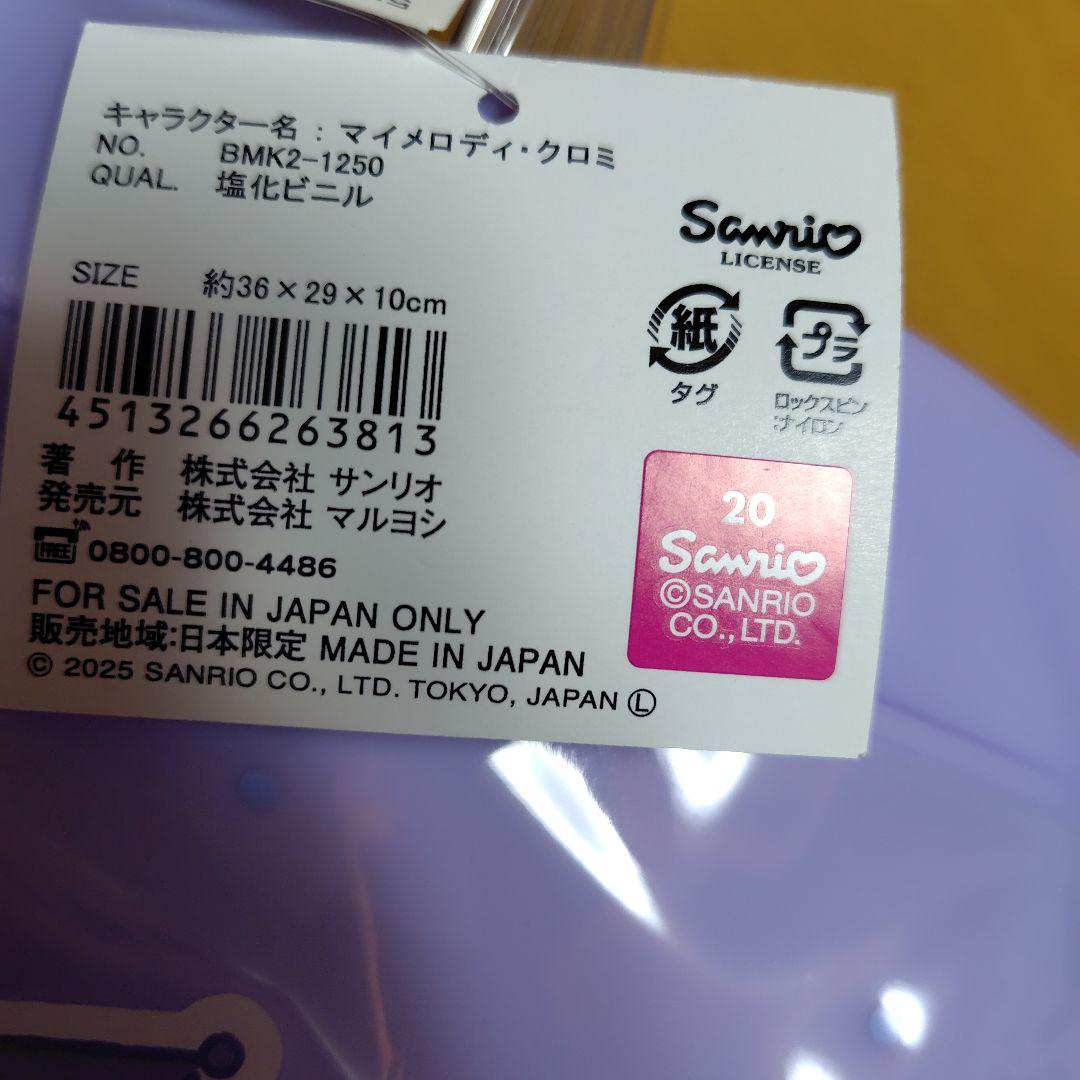 キャラクター名 : マイメロディ・クロミ
NO. BMK2-1250
QUAL. 塩化ビニル
SIZE 約36×29×10cm
4513266263813
著 作 株式会社 サンリオ
発売元 株式会社 マルヨシ
FREE 0800-800-4486
FOR SALE IN JAPAN ONLY
販売地域:日本限定 MADE IN JAPAN
© 2025 SANRIO CO., LTD. TOKYO, JAPAN Ⓛ
Sanrio
LICENSE
紙
タグ
プラ
ロックスピン
:ナイロン
20
Sanrio
©SANRIO
CO., LTD.